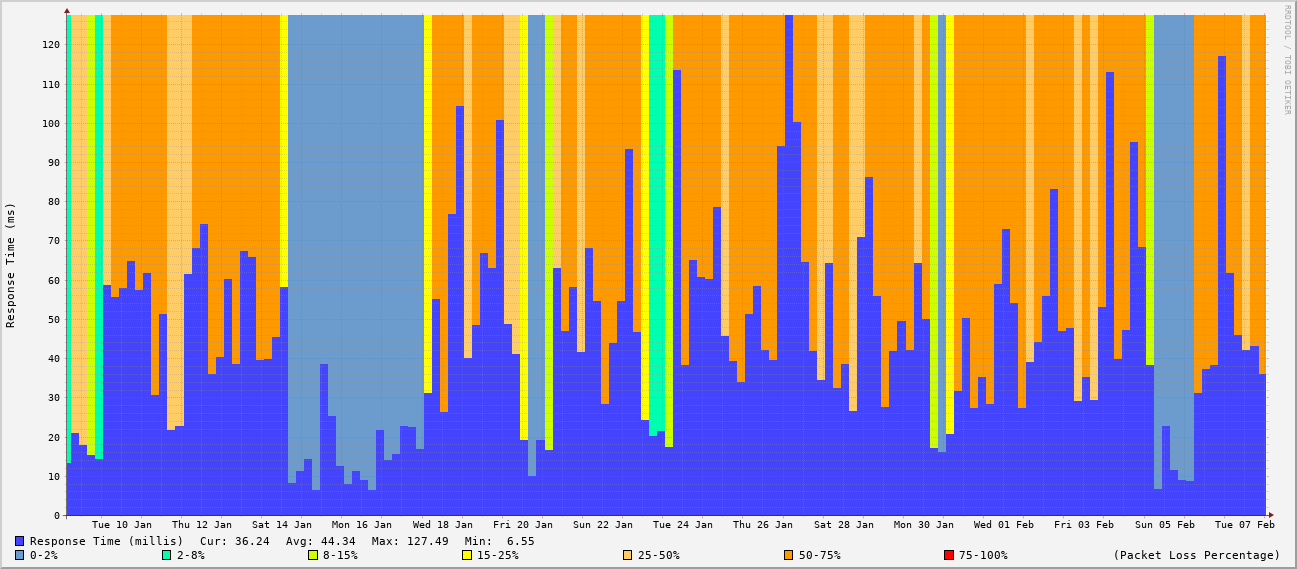 RRDTOOL / TOBI OETIKER
Response Time (ms)
120
110
100
90
80
70
60
50
40
30
20
10
0
Tue 10 Jan Thu 12 Jan Sat 14 Jan Mon 16 Jan Wed 18 Jan Fri 20 Jan Sun 22 Jan Tue 24 Jan Thu 26 Jan Sat 28 Jan Mon 30 Jan Wed 01 Feb Fri 03 Feb Sun 05 Feb Tue 07 Feb
Response Time (millis) Cur: 36.24 Avg: 44.34 Max: 127.49 Min: 6.55
0-2% 2-8% 8-15% 15-25% 25-50% 50-75% 75-100% (Packet Loss Percentage)